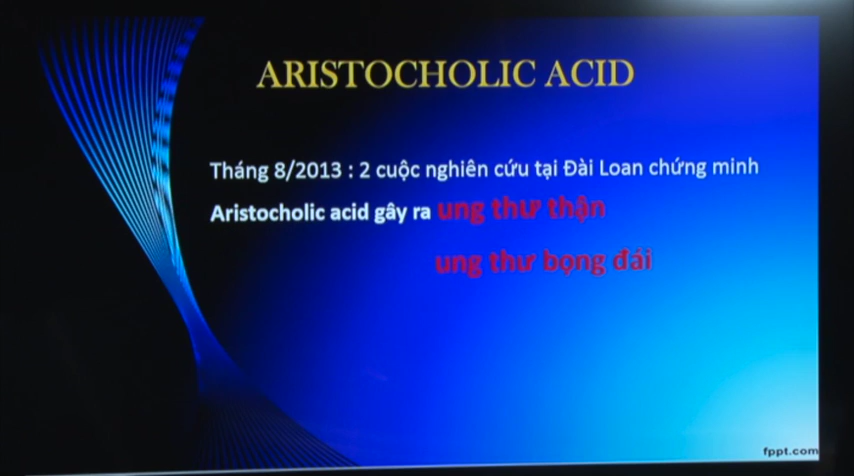 ARISTOCHOLIC ACID
Tháng 8/2013 : 2 cuộc nghiên cứu tại Đài Loan chứng minh
Aristocholic acid gây ra ung thư thận
ung thư bọng đái
fppt.com